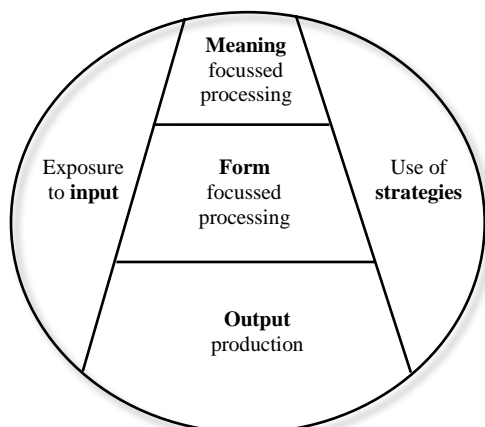 Meaning
focussed
processing
Exposure
to input
Form
focussed
processing
Use of
strategies
Output
production